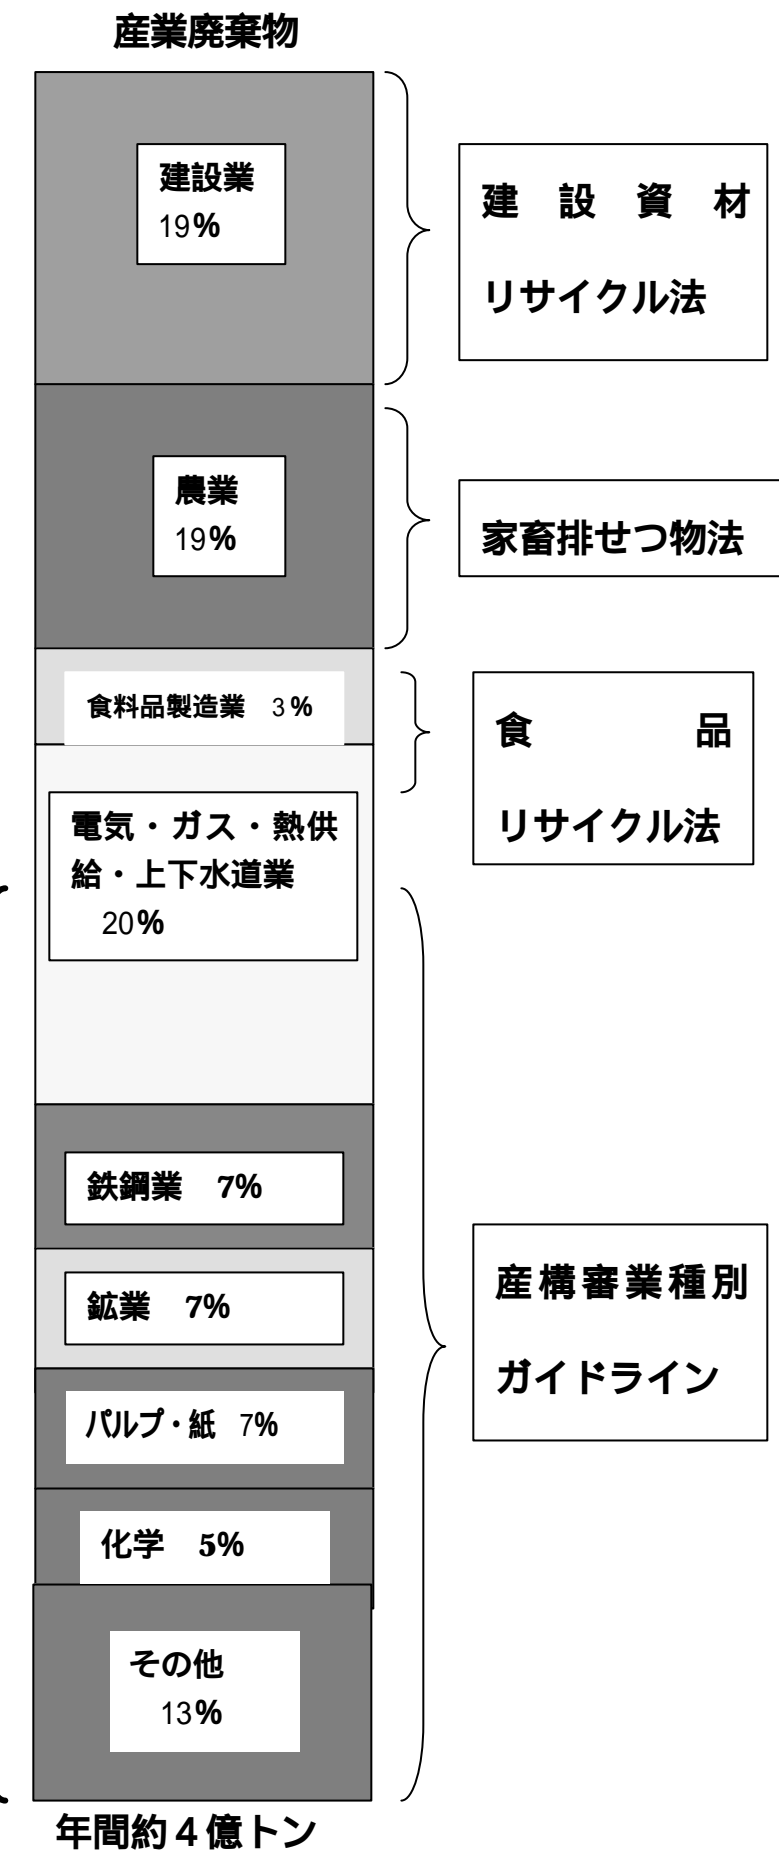 産業廃棄物
建設業
19%
建設資材
リサイクル法
農業
19%
家畜排せつ物法
食料品製造業 3%
食品
リサイクル法
電気・ガス・熱供
給・上下水道業
20%
鉄鋼業 7%
鉱業 7%
産構審業種別
ガイドライン
パルプ・紙 7%
化学 5%
その他
13%
年間約4億トン